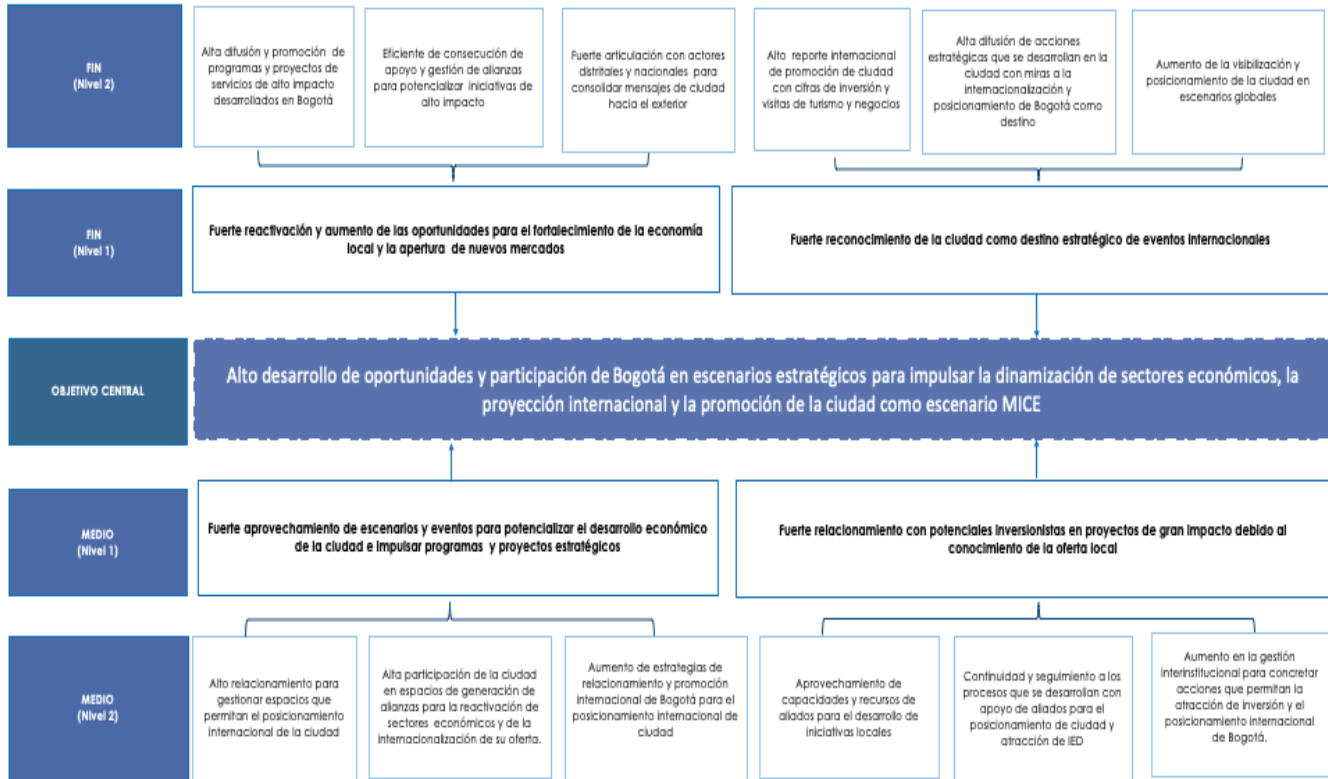 FIN
(Nivel 2)
Alta difusión y promoción de
programas y proyectos de
servicios de alto impacto
desarrollados en Bogotá
Eficiente de consecución de
apoyo y gestión de alianzas
para potencializar iniciativas de
alto impacto
Fuerte articulación con actores
distritales y nacionales para
consolidar mensajes de ciudad
hacia el exterior
Alto reporte internacional
de promoción de ciudad
con cifras de inversión y
visitas de turismo y negocios
Alta difusión de acciones
estratégicas que se desarrollan en la
ciudad con miras a la
internacionalización y
posicionamiento de Bogotá como
destino
Aumento de la visibilización y
posicionamiento de la ciudad en
escenarios globales
FIN
(Nivel 1)
Fuerte reactivación y aumento de las oportunidades para el fortalecimiento de la economía
local y la apertura de nuevos mercados
Fuerte reconocimiento de la ciudad como destino estratégico de eventos internacionales
OBJETIVO CENTRAL
Alto desarrollo de oportunidades y participación de Bogotá en escenarios estratégicos para impulsar la dinamización de sectores económicos, la
proyección internacional y la promoción de la ciudad como escenario MICE
MEDIO
(Nivel 1)
Fuerte aprovechamiento de escenarios y eventos para potencializar el desarrollo económico
de la ciudad e impulsar programas y proyectos estratégicos
Fuerte relacionamiento con potenciales inversionistas en proyectos de gran impacto debido al
conocimiento de la oferta local
MEDIO
(Nivel 2)
Alto relacionamiento para
gestionar espacios que
permitan el posicionamiento
internacional de la ciudad
Alta participación de la ciudad
en espacios de generación de
alianzas para la reactivación de
sectores económicos y de la
internacionalización de su oferta.
Aumento de estrategias de
relacionamiento y promoción
internacional de Bogotá para el
posicionamiento internacional de
ciudad
Aprovechamiento de
capacidades y recursos de
aliados para el desarrollo de
iniciativas locales
Continuidad y seguimiento a los
procesos que se desarrollan con
apoyo de aliados para el
posicionamiento de ciudad y
atracción de IED
Aumento en la gestión
interinstitucional para concretar
acciones que permitan la
atracción de inversión y el
posicionamiento internacional
de Bogotá.